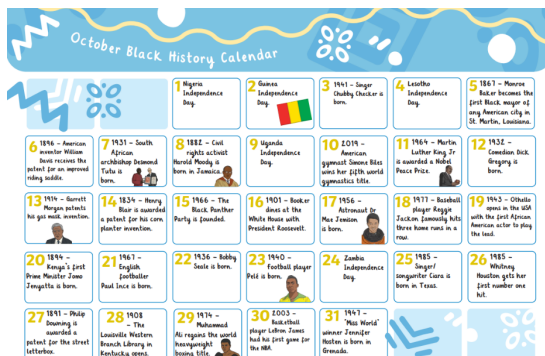 October Black History Calendar
1 Nigeria
Independence
Day.
2 Guinea
Independence
Day.
3 1941 - Singer
Chubby Checker is
born.
4 Lesotho
Independence
Day.
5 1867 - Monroe
Baker becomes the
first Black mayor of
any American city in
St. Martin, Louisiana.
6 1896 - American
inventor William
Davis receives the
patent for an improved
riding saddle.
7 1931 - South
African
archbishop Desmond
Tutu is
born.
8 1882 - Civil
rights activist
Harold Moody is
born in Jamaica.
9 Uganda
Independence
Day.
10 2019 -
American
gymnast Simone Biles
wins her fifth world
gymnastics title.
11 1964 - Martin
Luther King Jr
is awarded a Nobel
Peace Prize.
12 1932 -
Comedian Dick
Gregory is
born.
13 1914 - Garrett
Morgan patents
his gas mask invention.
14 1834 - Henry
Blair is awarded
a patent for his corn
planter invention.
15 1966 - The
Black Panther
Party is founded.
16 1901 - Booker
dines at the
White House with
President Roosevelt.
17 1956 -
Astronaut Dr
Mae Jemison
is born.
18 1977 - Baseball
player Reggie
Jackson famously hits
three home runs in a
row.
19 1943 - Othello
opens in the USA
with the first African
American actor to play
the lead.
20 1894 -
Kenya's first
Prime Minister Jomo
Kenyatta is born.
21 1967 -
English
footballer
Paul Ince is born.
22 1936 - Bobby
Seale is born.
23 1940 -
football player
Pelé is born.
24 Zambia
Independence
Day.
25 1985 -
Singer/
songwriter Ciara is
born in Texas.
26 1985 -
Whitney
Houston gets her
first number one
hit.
27 1891 - Philip
Downing is
awarded a
patent for the street
letterbox.
28 1908
- The
Louisville Western
Branch Library in
Kentucky opens.
29 1974 -
Muhammad
Ali regains the world
heavyweight
boxing title.
30 2003 -
Basketball
player LeBron James
had his first game for
the NBA.
31 1947 -
'Miss World'
winner Jennifer
Hosten is born in
Grenada.